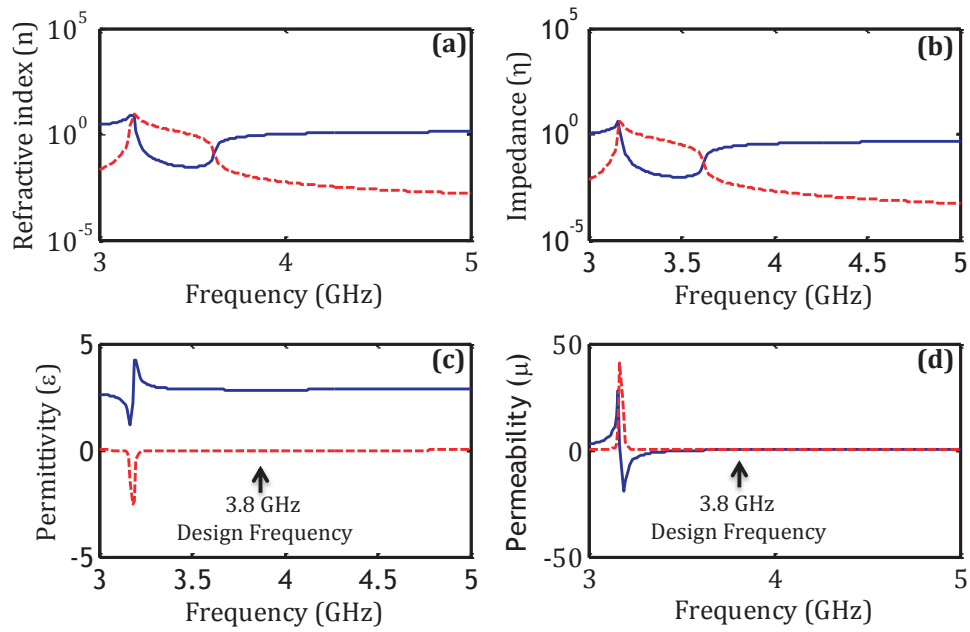 10^5
10^0
10^-5
Refractive index (n)
(a)
3
4
5
Frequency (GHz)
10^5
10^0
10^-5
Impedance (η)
(b)
3
3.5
4
4.5
5
Frequency (GHz)
5
0
-5
Permittivity (ε)
(c)
3.8 GHz
Design Frequency
3
3.5
4
4.5
5
Frequency (GHz)
50
0
-50
Permeability (μ)
(d)
3.8 GHz
Design Frequency
3
4
5
Frequency (GHz)